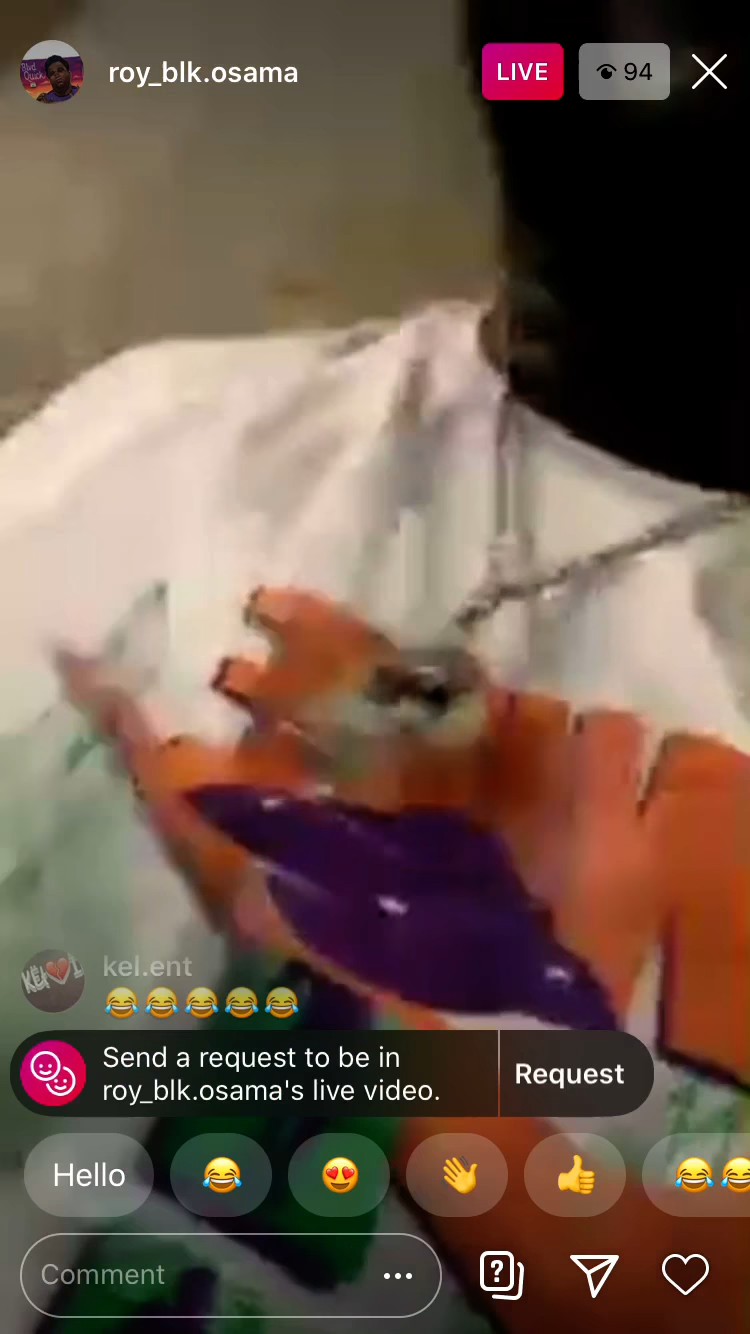 roy_blk.osama
LIVE
94
kel.ent
😂😂😂😂😂
Send a request to be in
roy_blk.osama's live video.
Request
Hello
😂
😍
👋
👍
😂😂
Comment